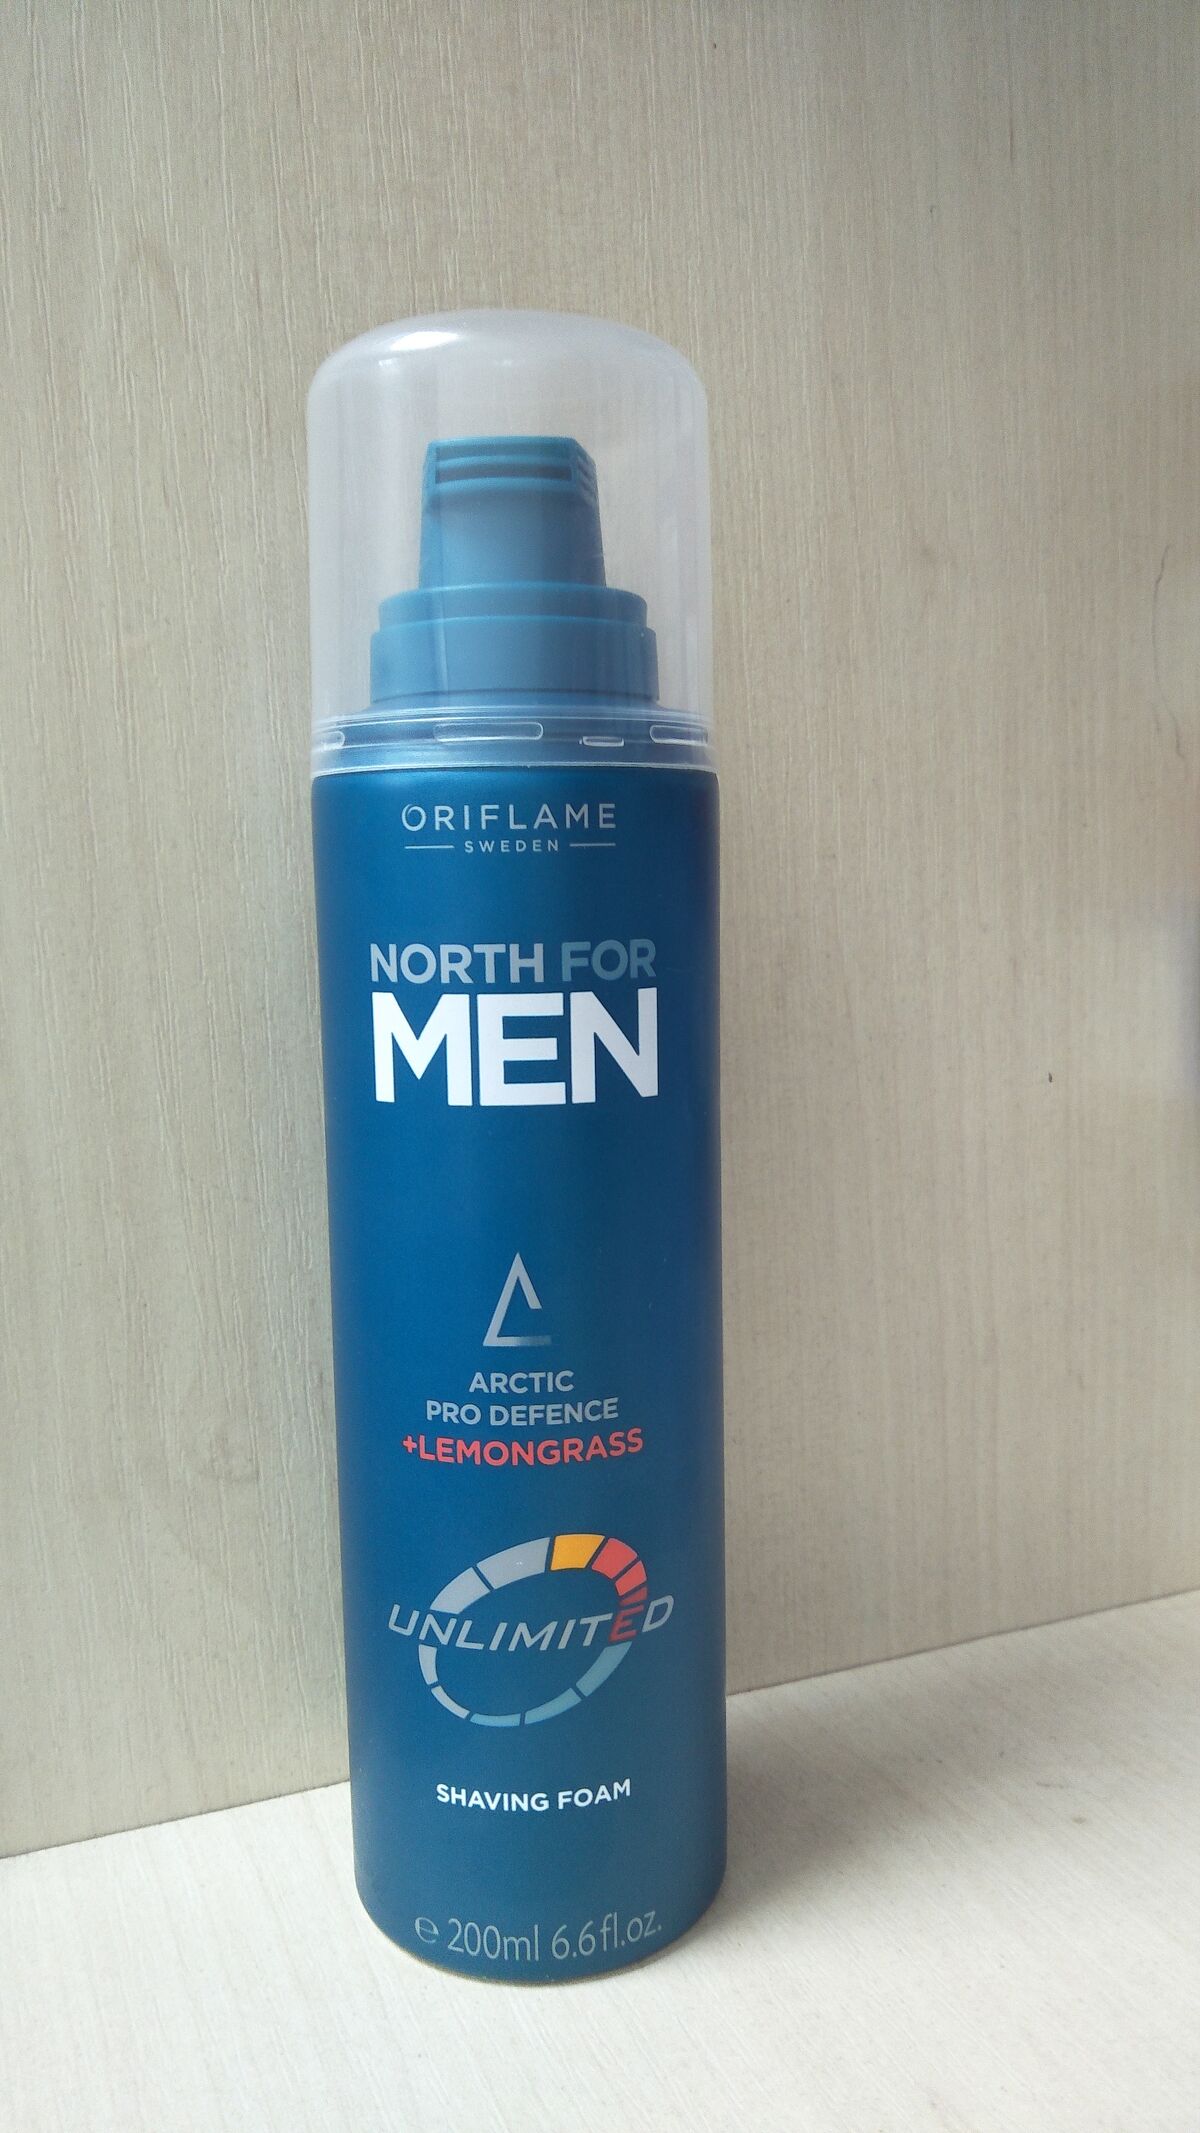 ORIFLAME
SWEDEN
NORTH FOR
MEN
ARCTIC
PRO DEFENCE
+LEMONGRASS
UNLIMITED
SHAVING FOAM
℮ 200ml 6.6fl.oz.